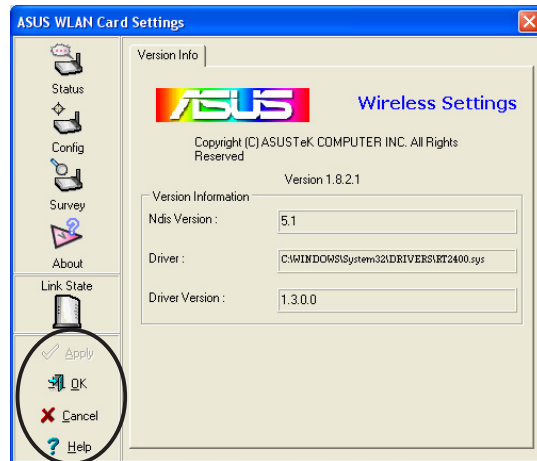 ASUS WLAN Card Settings
Status
Config
Survey
About
Link State
Apply
OK
Cancel
Help
Version Info
ASUS
Wireless Settings
Copyright (C) ASUSTeK COMPUTER INC. All Rights
Reserved
Version 1.8.2.1
Version Information
Ndis Version :
5.1
Driver :
C:\WINDOWS\System32\DRIVERS\RT2400.sys
Driver Version :
1.3.0.0